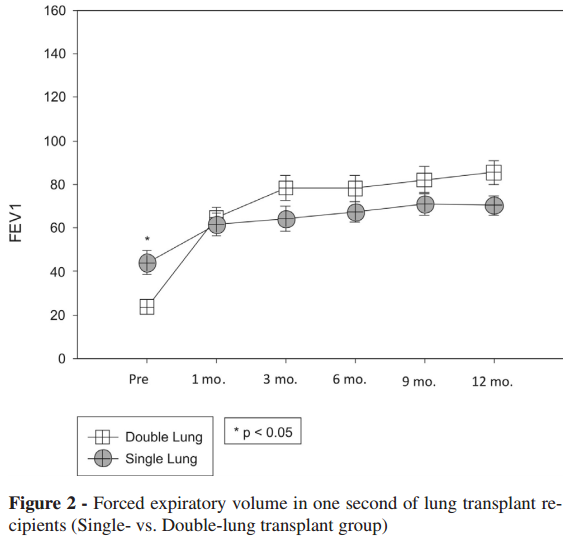 160
140
120
100
80
60
40
20
0
FEV1
*
Pre 1 mo. 3 mo. 6 mo. 9 mo. 12 mo.
Double Lung
Single Lung
* p < 0.05
Figure 2 - Forced expiratory volume in one second of lung transplant re-
cipients (Single- vs. Double-lung transplant group)